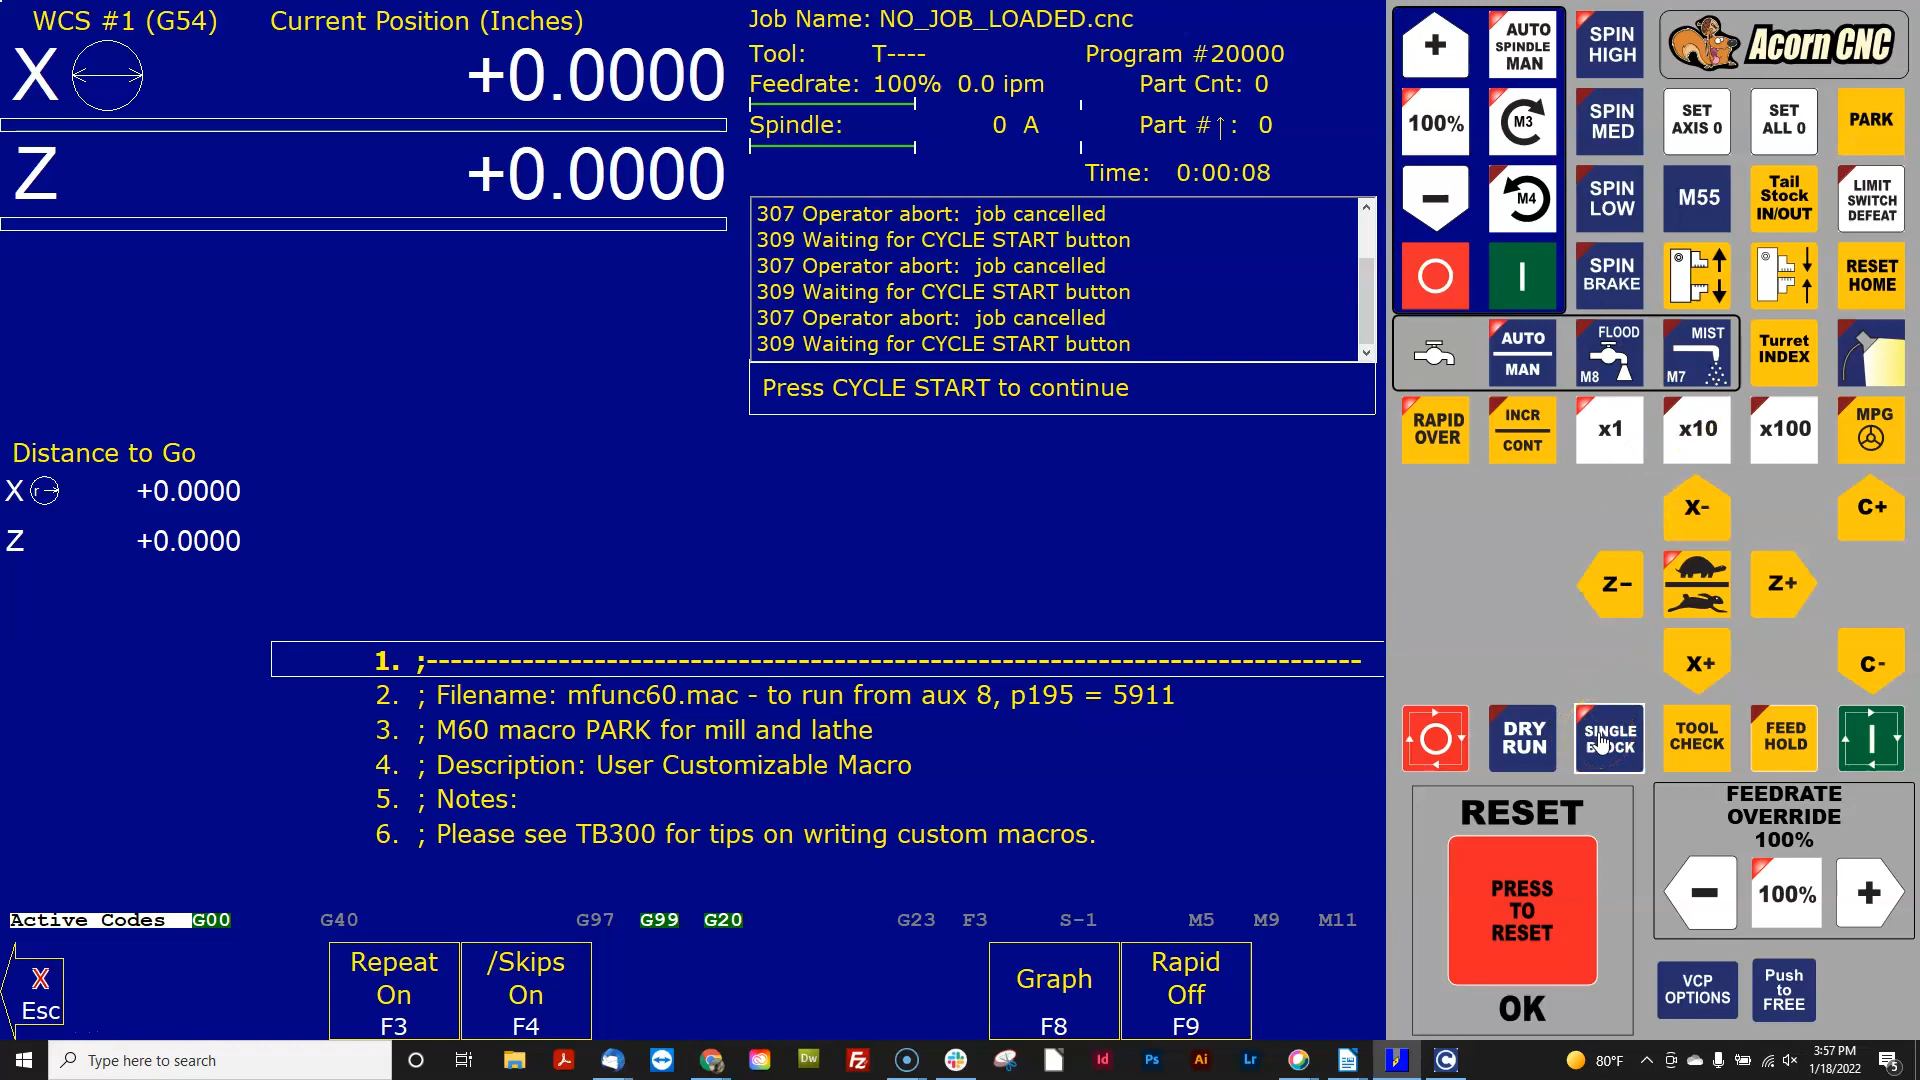 WCS #1 (G54)
Current Position (Inches)
X
+0.0000
Z
+0.0000
Distance to Go
X r +0.0000
Z +0.0000
Job Name: NO_JOB_LOADED.cnc
Tool: T----
Program #20000
Feedrate: 100% 0.0 ipm
Part Cnt: 0
Spindle: 0 A
Part #↑: 0
Time: 0:00:08
307 Operator abort: job cancelled
309 Waiting for CYCLE START button
307 Operator abort: job cancelled
309 Waiting for CYCLE START button
307 Operator abort: job cancelled
309 Waiting for CYCLE START button
Press CYCLE START to continue
1. ;------------------------------------------------------------------------------
2. ; Filename: mfunc60.mac - to run from aux 8, p195 = 5911
3. ; M60 macro PARK for mill and lathe
4. ; Description: User Customizable Macro
5. ; Notes:
6. ; Please see TB300 for tips on writing custom macros.
Active Codes G00 G40 G97 G99 G20 G23 F3 S-1 M5 M9 M11
X
Esc
Repeat
On
F3
/Skips
On
F4
Graph
F8
Rapid
Off
F9
+
AUTO
SPINDLE
MAN
SPIN
HIGH
Acorn CNC
100%
M3
SPIN
MED
SET
AXIS 0
SET
ALL 0
PARK
−
M4
SPIN
LOW
M55
Tail
Stock
IN/OUT
LIMIT
SWITCH
DEFEAT
SPIN
BRAKE
RESET
HOME
AUTO
MAN
FLOOD
M8
MIST
M7
Turret
INDEX
RAPID
OVER
INCR
CONT
x1
x10
x100
MPG
X-
C+
Z-
Z+
X+
C-
DRY
RUN
SINGLE
BLOCK
TOOL
CHECK
FEED
HOLD
RESET
PRESS
TO
RESET
OK
FEEDRATE
OVERRIDE
100%
−
100%
+
VCP
OPTIONS
Push
to
FREE
Type here to search
Dw
Fz
Id
Ps
Ai
Lr
80°F
3:57 PM
1/18/2022
5